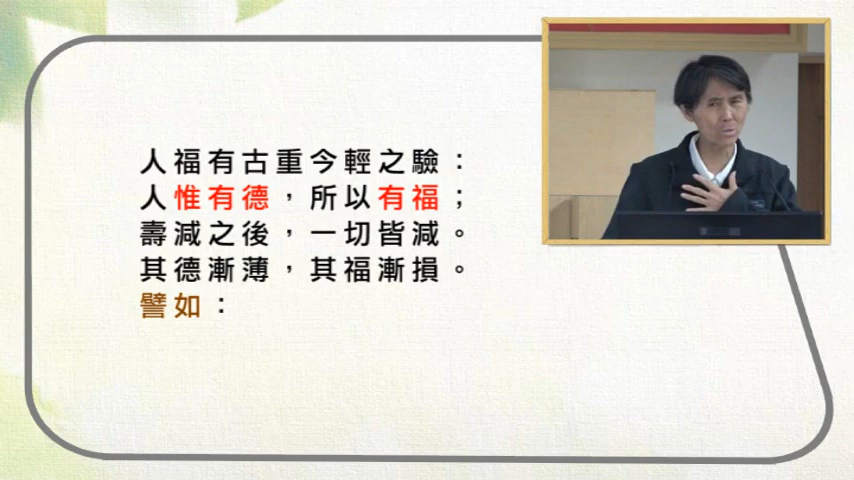 人福有古重今輕之驗：
人惟有德，所以有福；
壽減之後，一切皆減。
其德漸薄，其福漸損。
譬如：